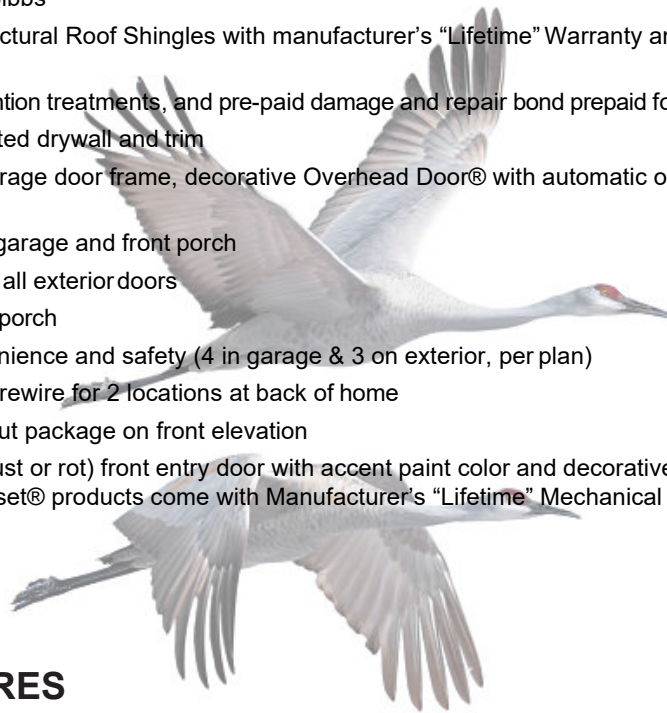 ctural Roof Shingles with manufacturer’s “Lifetime” Warranty
ntion treatments, and pre-paid damage and repair bond prepaid
ted drywall and trim
rage door frame, decorative Overhead Door® with automatic
garage and front porch
all exterior doors
porch
nience and safety (4 in garage & 3 on exterior, per plan)
rewire for 2 locations at back of home
ut package on front elevation
ust or rot) front entry door with accent paint color and decorative
set® products come with Manufacturer’s “Lifetime” Mechanical
RES